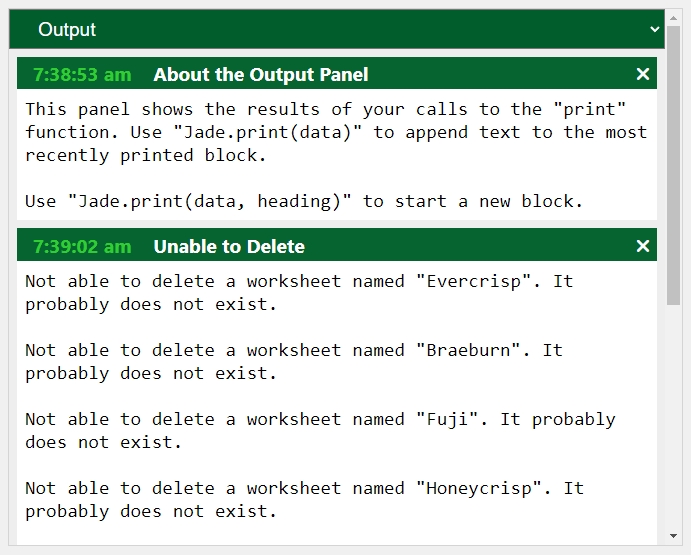 Output
7:38:53 am About the Output Panel ×
This panel shows the results of your calls to the "print"
function. Use "Jade.print(data)" to append text to the most
recently printed block.
Use "Jade.print(data, heading)" to start a new block.
7:39:02 am Unable to Delete ×
Not able to delete a worksheet named "Evercrisp". It
probably does not exist.
Not able to delete a worksheet named "Braeburn". It
probably does not exist.
Not able to delete a worksheet named "Fuji". It probably
does not exist.
Not able to delete a worksheet named "Honeycrisp". It
probably does not exist.